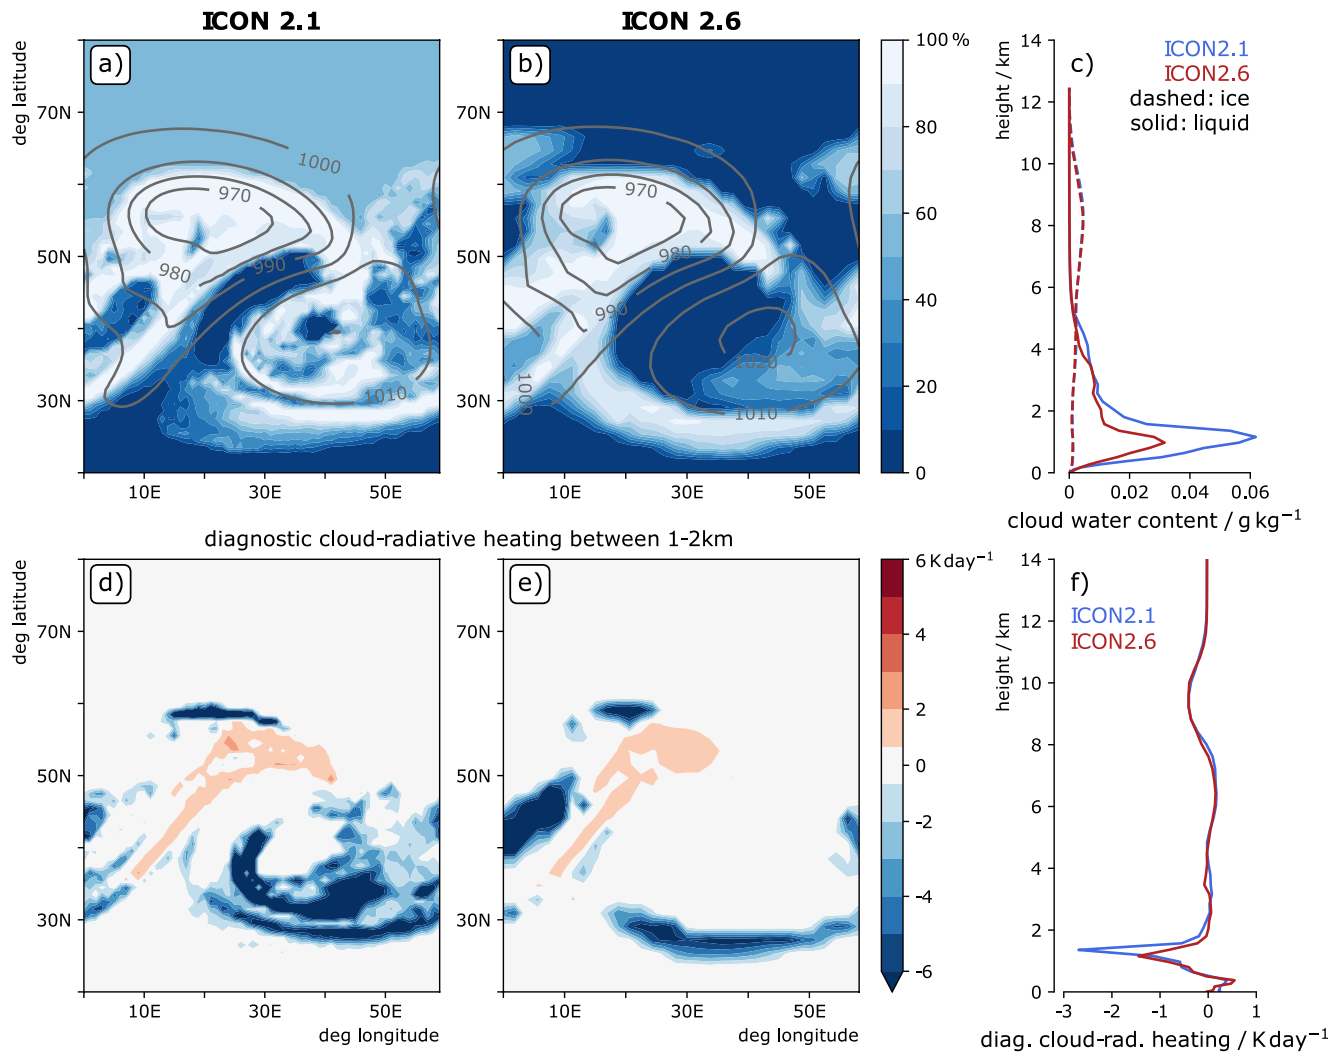 ICON 2.1
ICON 2.6
a)
deg latitude
70N
50N
30N
10E
30E
50E
1000
970
980
990
1010
b)
70N
50N
30N
10E
30E
50E
970
980
990
1000
1020
1010
100 %
80
60
40
20
0
c)
ICON2.1
ICON2.6
dashed: ice
solid: liquid
height / km
14
12
10
8
6
4
2
0
0
0.02
0.04
0.06
cloud water content / g kg⁻¹
diagnostic cloud-radiative heating between 1-2km
d)
deg latitude
70N
50N
30N
10E
30E
50E
deg longitude
e)
70N
50N
30N
10E
30E
50E
deg longitude
6 K day⁻¹
4
2
0
-2
-4
-6
f)
ICON2.1
ICON2.6
height / km
14
12
10
8
6
4
2
0
-3
-2
-1
0
1
diag. cloud-rad. heating / K day⁻¹